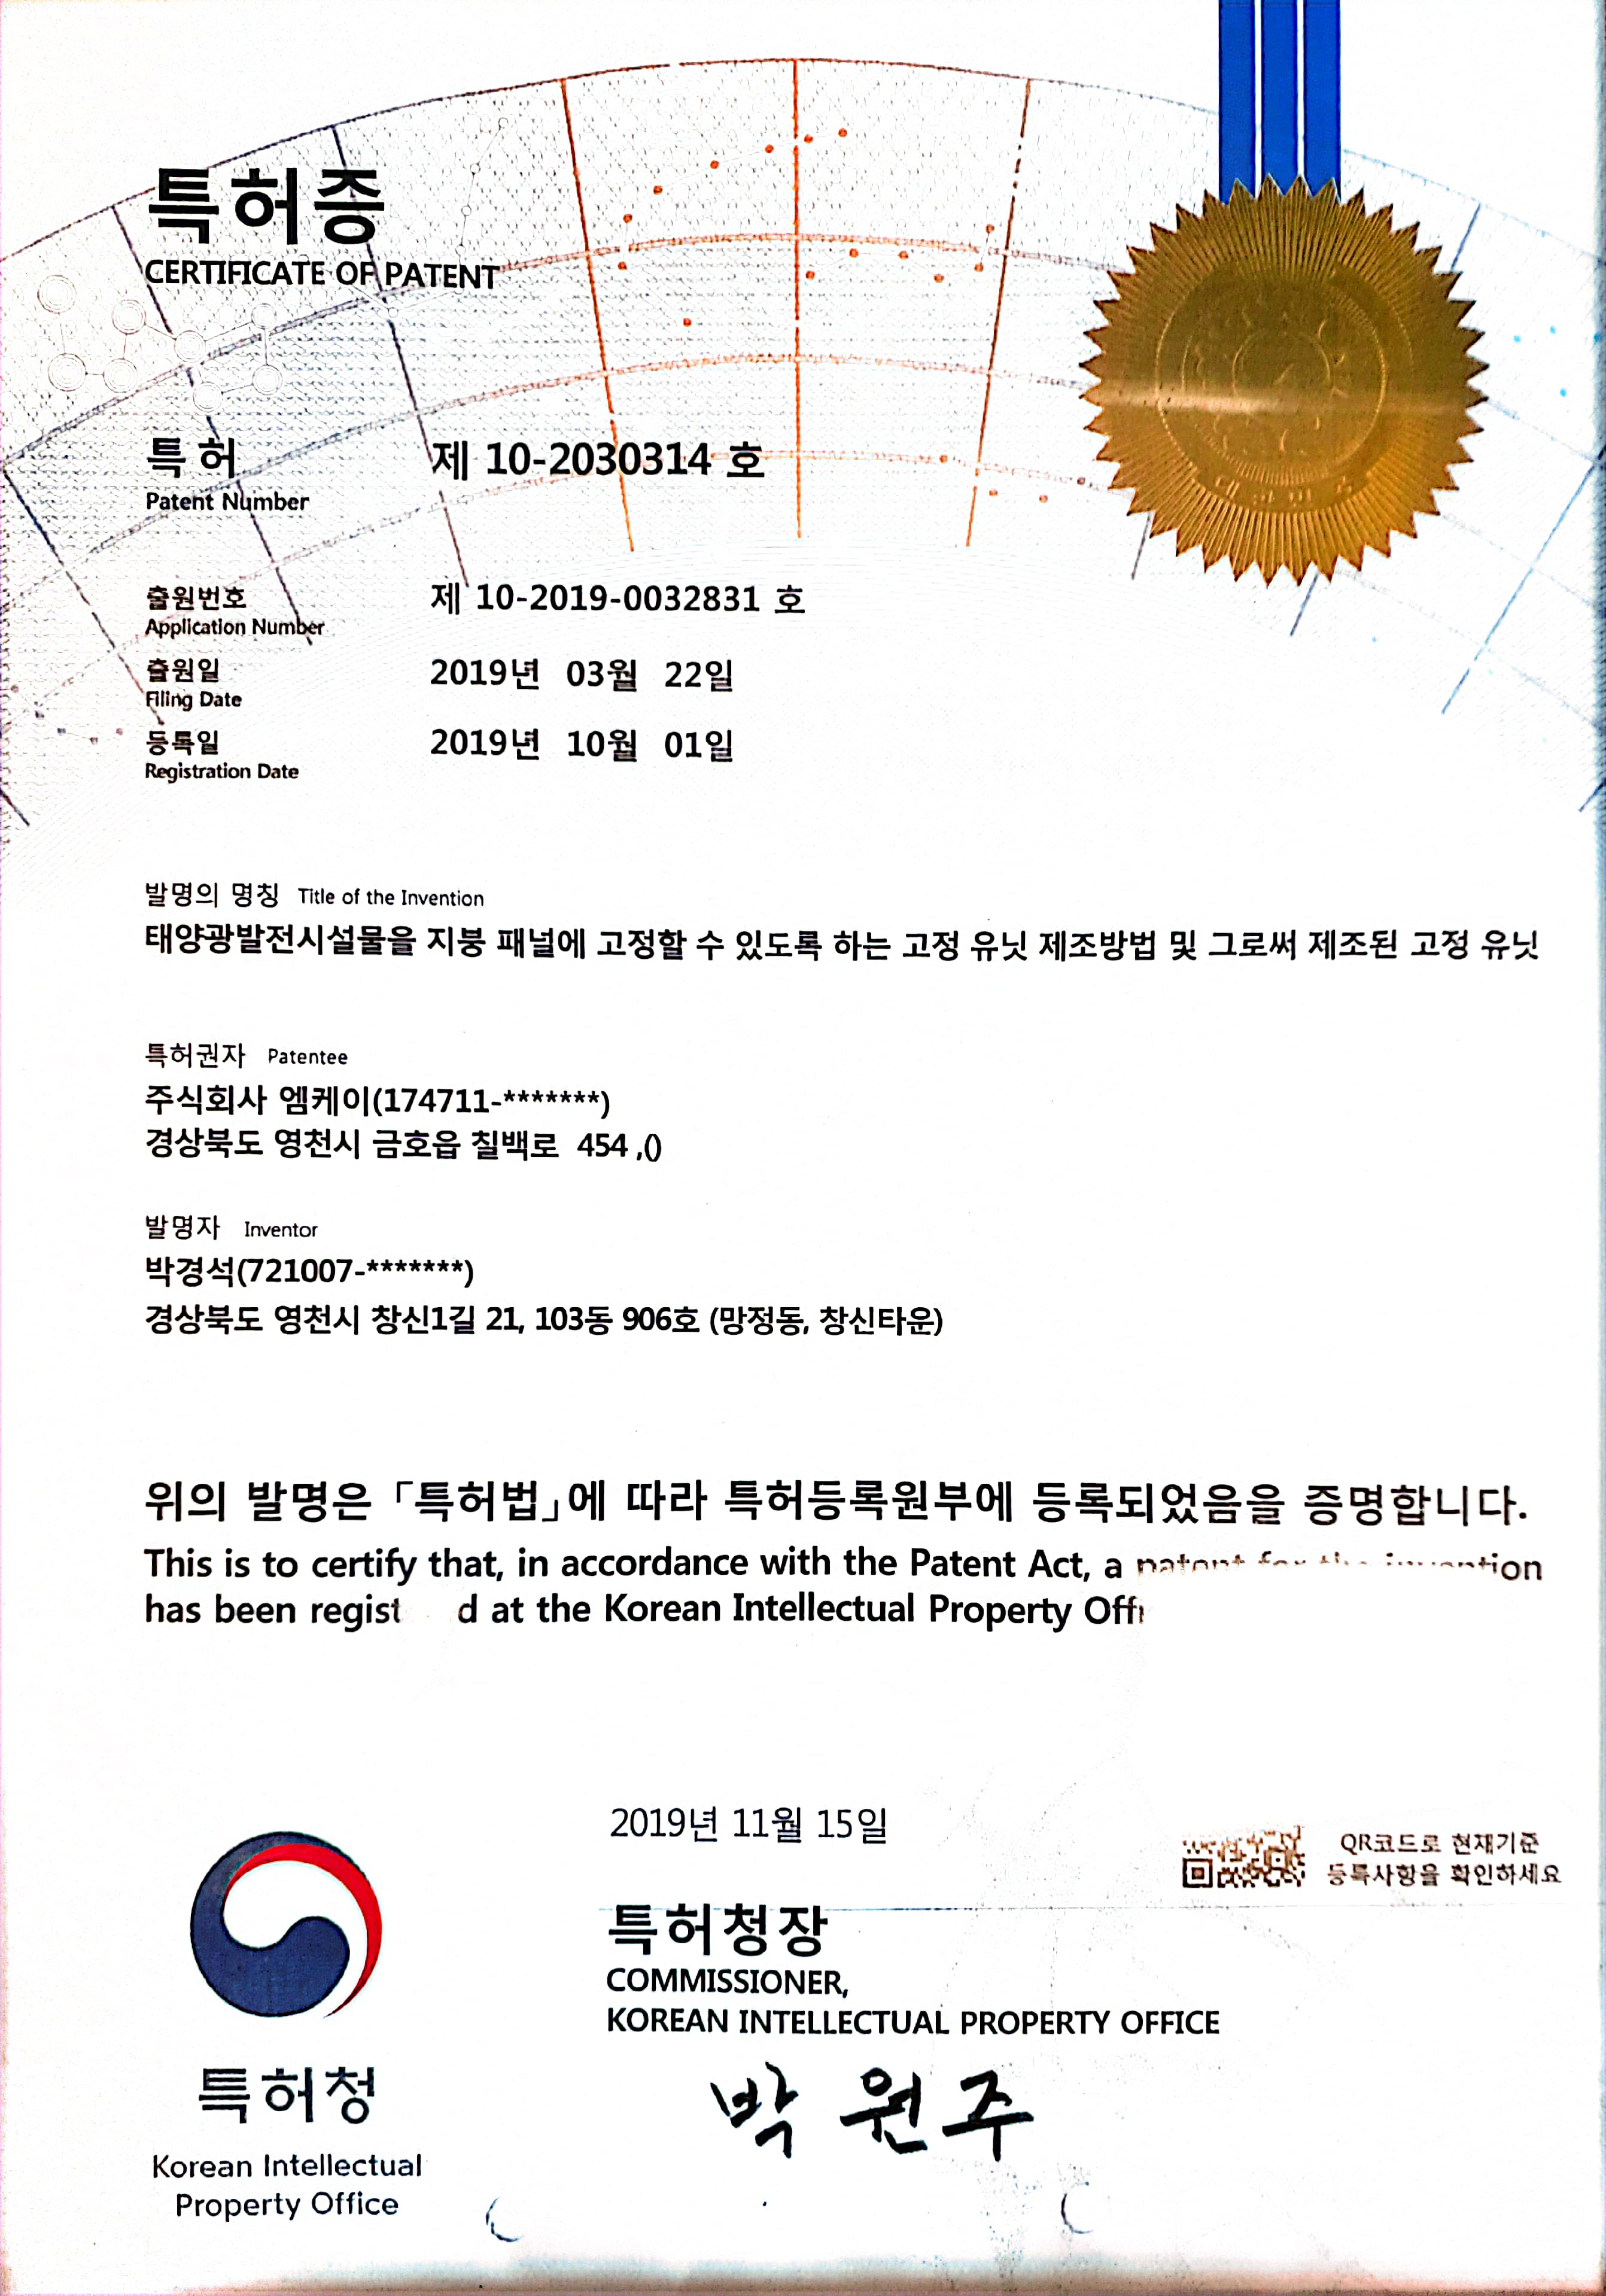 특허증
CERTIFICATE OF PATENT
특 허
Patent Number
제 10-2030314 호
출원번호
Application Number
제 10-2019-0032831 호
출원일
Filing Date
2019년 03월 22일
등록일
Registration Date
2019년 10월 01일
발명의 명칭 Title of the Invention
태양광발전시설물을 지붕 패널에 고정할 수 있도록 하는 고정 유닛 제조방법 및 그로써 제조된 고정 유닛
특허권자 Patentee
주식회사 엠케이(174711-*******)
경상북도 영천시 금호읍 칠백로 454 ,()
발명자 Inventor
박경석(721007-*******)
경상북도 영천시 창신1길 21, 103동 906호 (망정동, 창신타운)
위의 발명은 「특허법」에 따라 특허등록원부에 등록되었음을 증명합니다.
This is to certify that, in accordance with the Patent Act, a
has been regist d at the Korean Intellectual Property
2019년 11월 15일
QR코드로 현재기준
등록사항을 확인하세요
특허청장
COMMISSIONER,
KOREAN INTELLECTUAL PROPERTY OFFICE
박원주
특허청
Korean Intellectual
Property Office